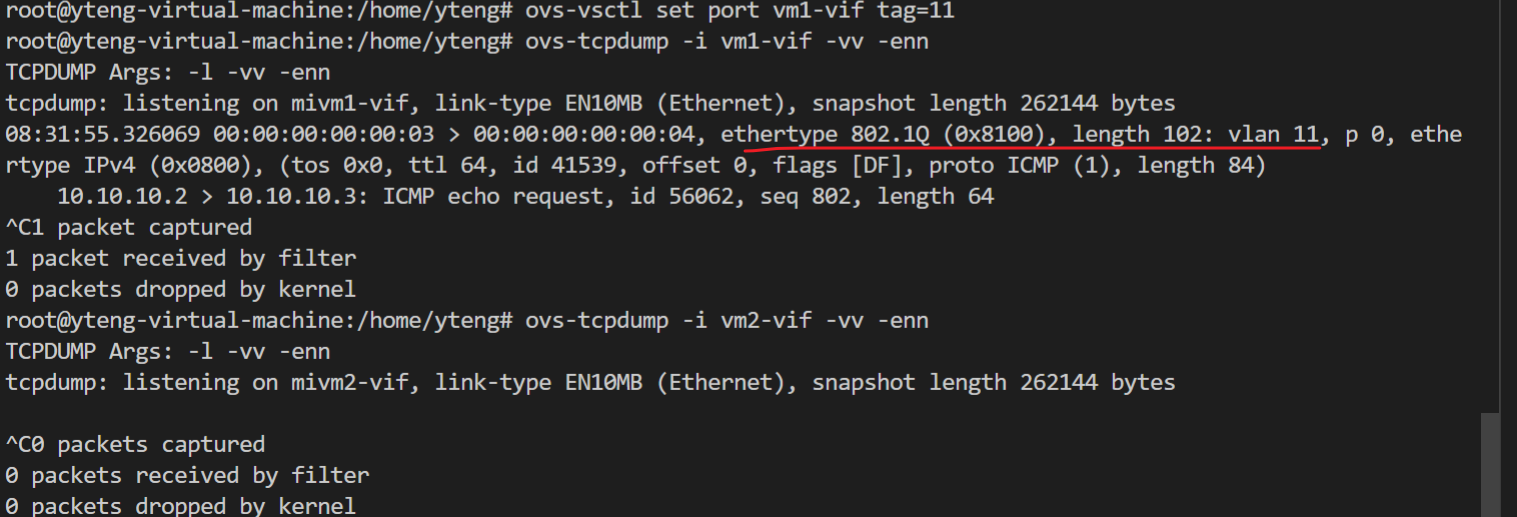 root@yteng-virtual-machine:/home/yteng# ovs-vsctl set port vm1-vif tag=11
root@yteng-virtual-machine:/home/yteng# ovs-tcpdump -i vm1-vif -vv -enn
TCPDUMP Args: -l -vv -enn
tcpdump: listening on mivm1-vif, link-type EN10MB (Ethernet), snapshot length 262144 bytes
08:31:55.326069 00:00:00:00:00:03 > 00:00:00:00:00:04, ethertype 802.1Q (0x8100), length 102: vlan 11, p 0, ethe
rtype IPv4 (0x0800), (tos 0x0, ttl 64, id 41539, offset 0, flags [DF], proto ICMP (1), length 84)
    10.10.10.2 > 10.10.10.3: ICMP echo request, id 56062, seq 802, length 64
^C1 packet captured
1 packet received by filter
0 packets dropped by kernel
root@yteng-virtual-machine:/home/yteng# ovs-tcpdump -i vm2-vif -vv -enn
TCPDUMP Args: -l -vv -enn
tcpdump: listening on mivm2-vif, link-type EN10MB (Ethernet), snapshot length 262144 bytes
^C0 packets captured
0 packets received by filter
0 packets dropped by kernel